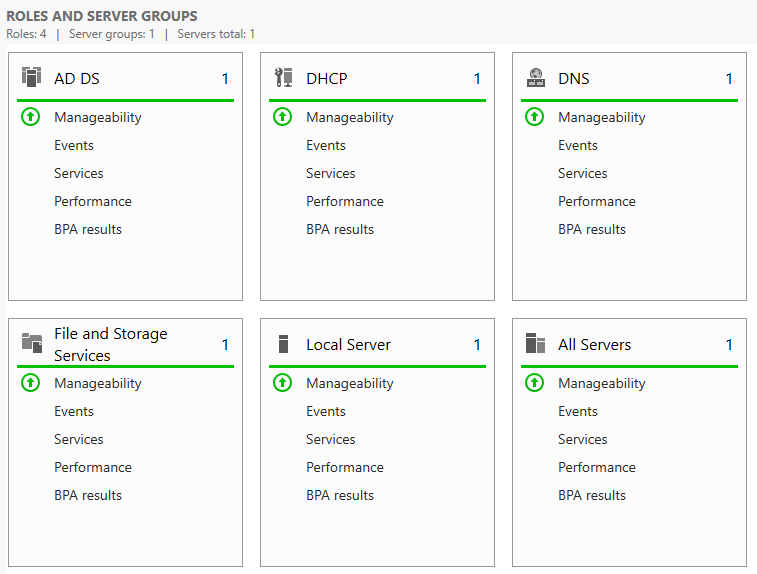 ROLES AND SERVER GROUPS
Roles: 4 | Server groups: 1 | Servers total: 1
AD DS 1
Manageability
Events
Services
Performance
BPA results
DHCP 1
Manageability
Events
Services
Performance
BPA results
DNS 1
Manageability
Events
Services
Performance
BPA results
File and Storage
Services 1
Manageability
Events
Services
Performance
BPA results
Local Server 1
Manageability
Events
Services
Performance
BPA results
All Servers 1
Manageability
Events
Services
Performance
BPA results